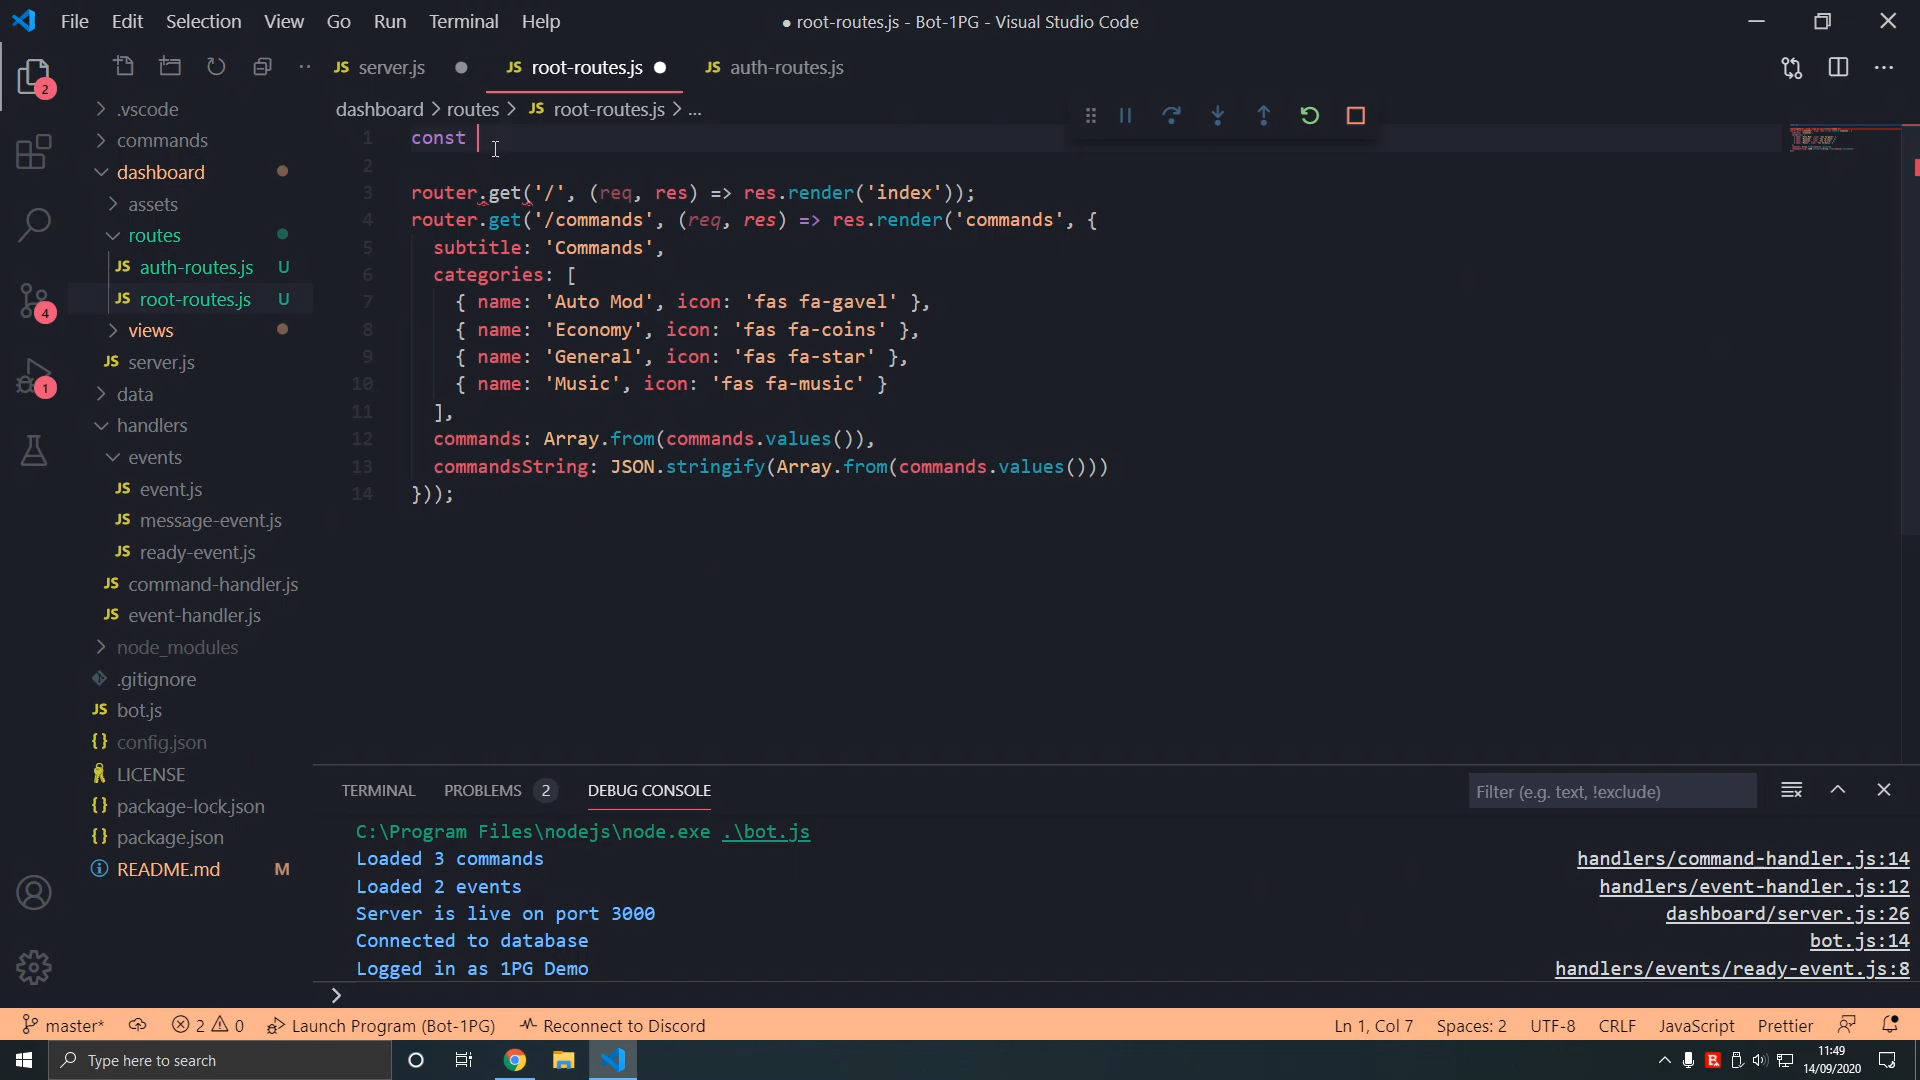 File Edit Selection View Go Run Terminal Help
● root-routes.js - Bot-1PG - Visual Studio Code
JS server.js
JS root-routes.js
JS auth-routes.js
dashboard > routes > JS root-routes.js > ...
2
4
1
.vscode
commands
dashboard
assets
routes
JS auth-routes.js U
JS root-routes.js U
views
JS server.js
data
handlers
events
JS event.js
JS message-event.js
JS ready-event.js
JS command-handler.js
JS event-handler.js
node_modules
.gitignore
JS bot.js
{} config.json
LICENSE
{} package-lock.json
{} package.json
README.md M
1 const
2
3 router.get('/', (req, res) => res.render('index'));
4 router.get('/commands', (req, res) => res.render('commands', {
5 subtitle: 'Commands',
6 categories: [
7 { name: 'Auto Mod', icon: 'fas fa-gavel' },
8 { name: 'Economy', icon: 'fas fa-coins' },
9 { name: 'General', icon: 'fas fa-star' },
10 { name: 'Music', icon: 'fas fa-music' }
11 ],
12 commands: Array.from(commands.values()),
13 commandsString: JSON.stringify(Array.from(commands.values()))
14 }));
TERMINAL PROBLEMS 2 DEBUG CONSOLE
Filter (e.g. text, !exclude)
C:\Program Files\nodejs\node.exe .\bot.js
Loaded 3 commands handlers/command-handler.js:14
Loaded 2 events handlers/event-handler.js:12
Server is live on port 3000 dashboard/server.js:26
Connected to database bot.js:14
Logged in as 1PG Demo handlers/events/ready-event.js:8
>
master* 2 0 Launch Program (Bot-1PG) Reconnect to Discord
Ln 1, Col 7 Spaces: 2 UTF-8 CRLF JavaScript Prettier
Type here to search
11:49
14/09/2020